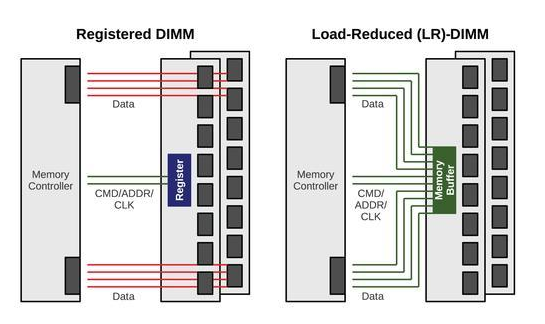 Registered DIMM
Data
Memory
Controller
CMD/ADDR/
CLK
Register
Data
Load-Reduced (LR)-DIMM
Data
Memory
Controller
CMD/
ADDR/
CLK
Memory
Buffer
Data